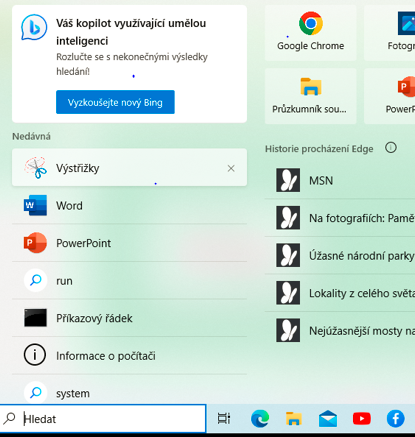 Váš kopilot využívající umělou
inteligenci
Rozlučte se s nekonečnými výsledky
hledání!
Vyzkoušejte nový Bing
Google Chrome
Fotogr
Průzkumník sou...
PowerP
Nedávná
Výstřižky
Word
PowerPoint
run
Příkazový řádek
Informace o počítači
system
Historie procházení Edge
MSN
Na fotografiích: Pamě
Úžasné národní parky
Lokality z celého světa
Nejúžasnější mosty na
Hledat